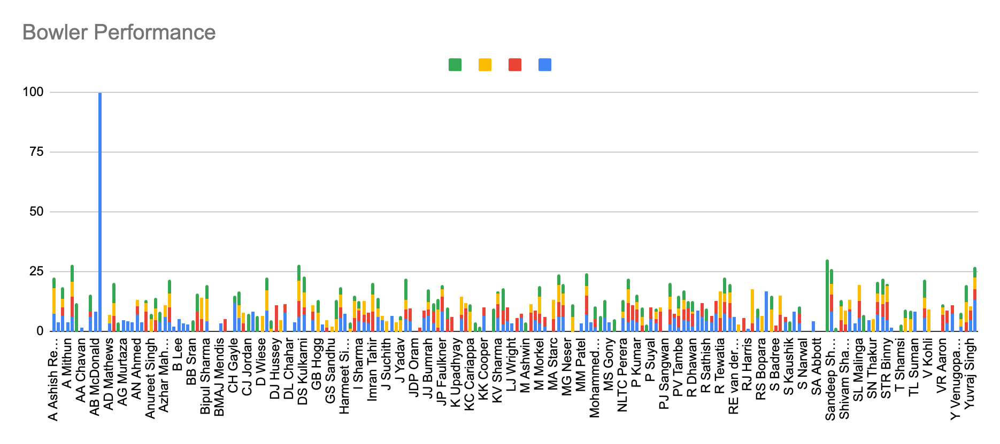 Bowler Performance
100
75
50
25
0
A Ashish Re…
A Mithun
AA Chavan
AB McDonald
AD Mathews
AG Murtaza
AN Ahmed
Anureet Singh
Azhar Mah…
B Lee
BB Sran
Bipul Sharma
BMAJ Mendis
CH Gayle
CJ Jordan
D Wiese
DJ Hussey
DL Chahar
DS Kulkarni
GB Hogg
GS Sandhu
Harmeet Si…
I Sharma
Imran Tahir
J Suchith
J Yadav
JDP Oram
JJ Bumrah
JP Faulkner
K Upadhyay
KC Cariappa
KK Cooper
KV Sharma
LJ Wright
M Ashwin
M Morkel
MA Starc
MG Neser
MM Patel
Mohammed…
MS Gony
NLTC Perera
P Kumar
P Suyal
PJ Sangwan
PV Tambe
R Dhawan
R Sathish
R Tewatia
RE van der…
RJ Harris
RS Bopara
S Badree
S Kaushik
S Narwal
SA Abbott
Sandeep Sh…
Shivam Sha…
SL Malinga
SN Thakur
STR Binny
T Shamsi
TL Suman
V Kohli
VR Aaron
Y Venugopa…
Yuvraj Singh